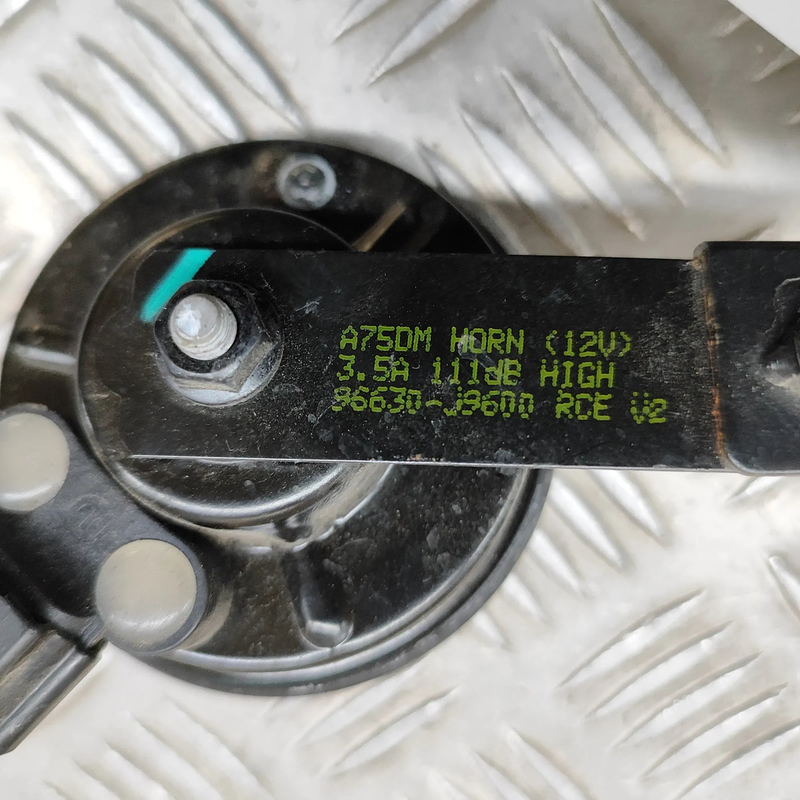 A75DM HORN (12V)
3.5A 111dB HIGH
96630-J9600 RCE V2